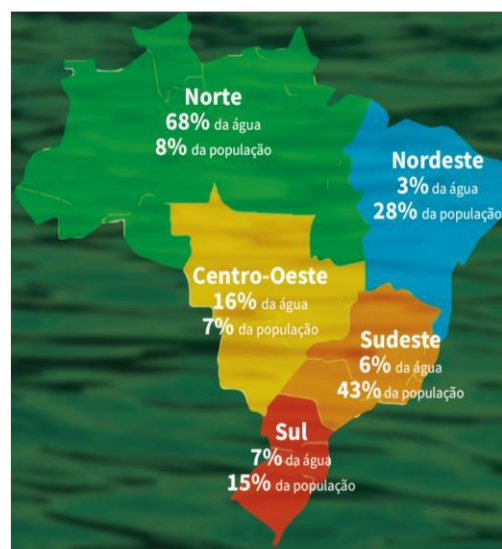 Norte
68% da água
8% da população
Nordeste
3% da água
28% da população
Centro-Oeste
16% da água
7% da população
Sudeste
6% da água
43% da população
Sul
7% da água
15% da população